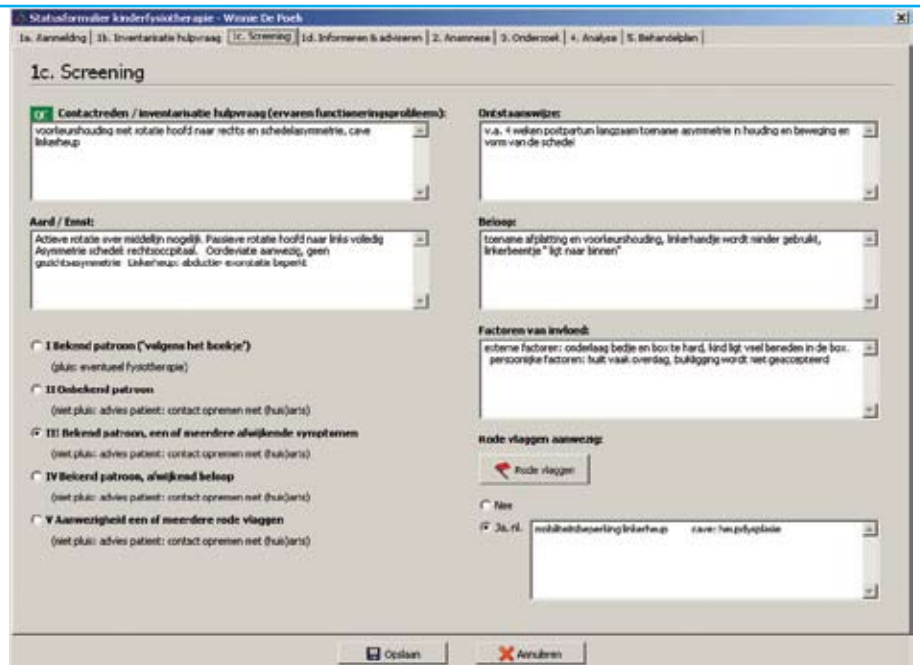 Statusformulier kinderfysiotherapie - Winnie De Poeh
1a. Aanmelding
1b. Inventarisatie hulpvraag
1c. Screening
1d. Informeren & adviseren
2. Anamnese
3. Onderzoek
4. Analyse
5. Behandelplan
1c. Screening
Contactreden / inventarisatie hulpvraag (ervaren functioneringsprobleem):
voorkeurshouding met rotatie hoofd naar rechts en schedelasymmetrie, cave
linkerheup
Aard / Ernst:
Actieve rotatie over middelijn mogelijk. Passieve rotatie hoofd naar links volledig
Asymmetrie schedel: rechtsoccpitaal. Oordeviatie aanwezig, geen
gezichtsasymmetrie Linkerheup: abductie- exorotatie beperkt
I Bekend patroon ('volgens het boekje')
(pluis: eventueel fysiotherapie)
II Onbekend patroon
(niet pluis: advies patient: contact opnemen met (huis)arts)
III Bekend patroon, een of meerdere afwijkende symptomen
(niet pluis: advies patient: contact opnemen met (huis)arts)
IV Bekend patroon, afwijkend beloop
(niet pluis: advies patient: contact opnemen met (huis)arts)
V Aanwezigheid een of meerdere rode vlaggen
(niet pluis: advies patient: contact opnemen met (huis)arts)
Ontstaanswijze:
v.a. 4 weken postpartum langzaam toename asymmetrie in houding en beweging en
vorm van de schedel
Beloop:
toename afplatting en voorkeurshouding, linkerhandje wordt minder gebruikt,
linkerbeentje " ligt naar binnen"
Factoren van invloed:
externe factoren: onderlaag bedje en box te hard, kind ligt veel beneden in de box.
persoonlijke factoren: huilt vaak overdag, buikligging wordt niet geaccepteerd
Rode vlaggen aanwezig:
Rode vlaggen
Nee
Ja, nl. mobiliteitsbeperking linkerheup cave: heupdysplasie
Opslaan
Annuleren